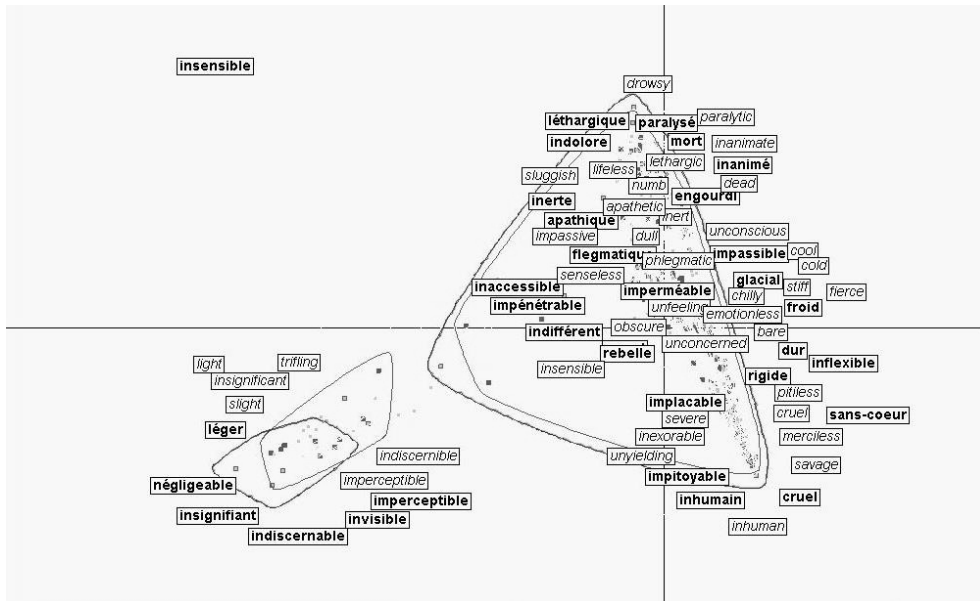 insensible
drowsy
léthargique
paralysé
paralytic
indolore
mort
inanimate
lifeless
lethargic
inanimé
sluggish
numb
dead
inerte
engourdi
apathetic
apathique
inert
impassive
dull
unconscious
flegmatique
phlegmatic
impassible
cool
cold
senseless
inaccessible
imperméable
glacial
stiff
fierce
chilly
impénétrable
unfeeling
froid
emotionless
indifférent
obscure
bare
unconcerned
rebelle
dur
inflexible
insensible
rigide
light
trifling
insignificant
pitiless
slight
implacable
cruel
sans-coeur
léger
severe
inexorable
merciless
indiscernible
unyielding
savage
négligeable
imperceptible
impitoyable
imperceptible
inhumain
cruel
insignifiant
invisible
indiscernable
inhuman